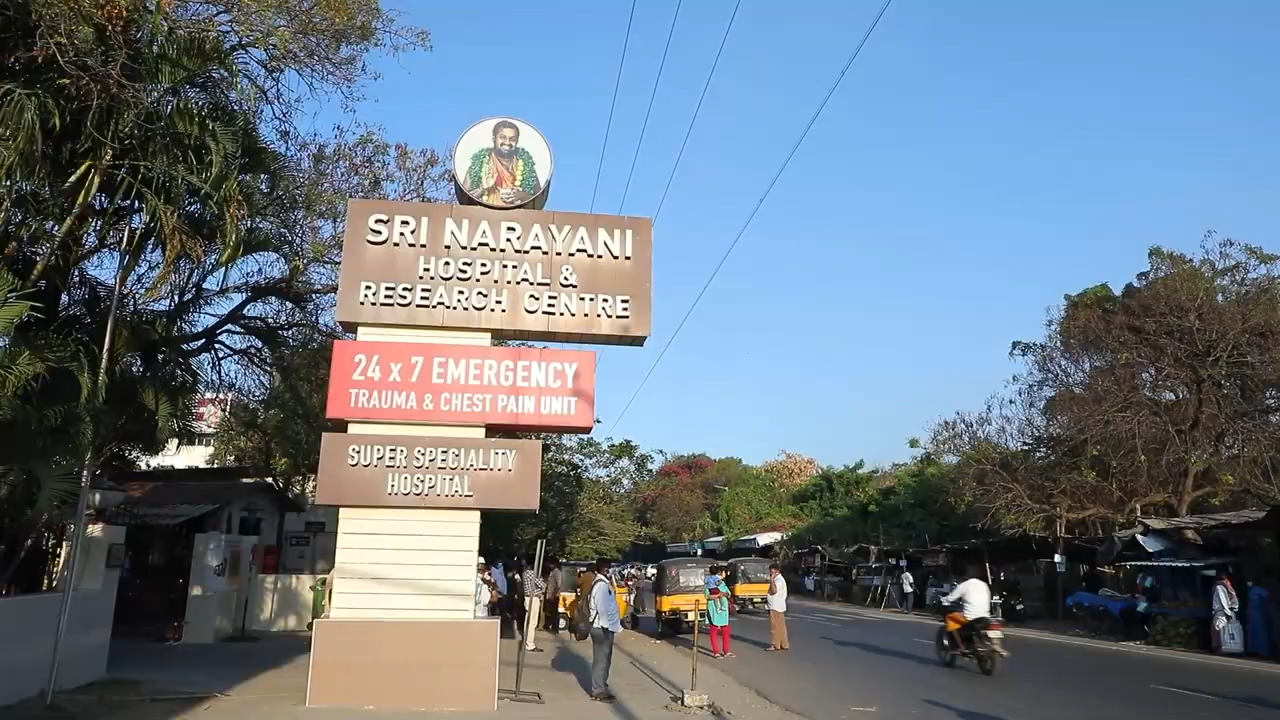 SRI NARAYANI
HOSPITAL &
RESEARCH CENTRE
24 x 7 EMERGENCY
TRAUMA & CHEST PAIN UNIT
SUPER SPECIALITY
HOSPITAL